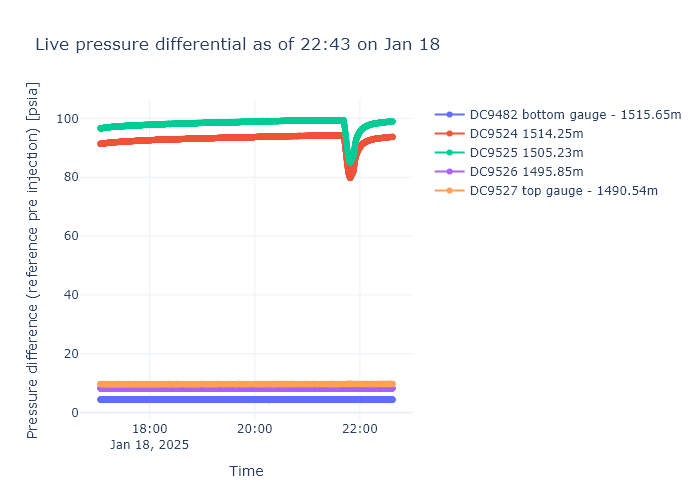 Live pressure differential as of 22:43 on Jan 18
Pressure difference (reference pre injection) [psia]
100
80
60
40
20
0
18:00
Jan 18, 2025
20:00
22:00
Time
DC9482 bottom gauge - 1515.65m
DC9524 1514.25m
DC9525 1505.23m
DC9526 1495.85m
DC9527 top gauge - 1490.54m